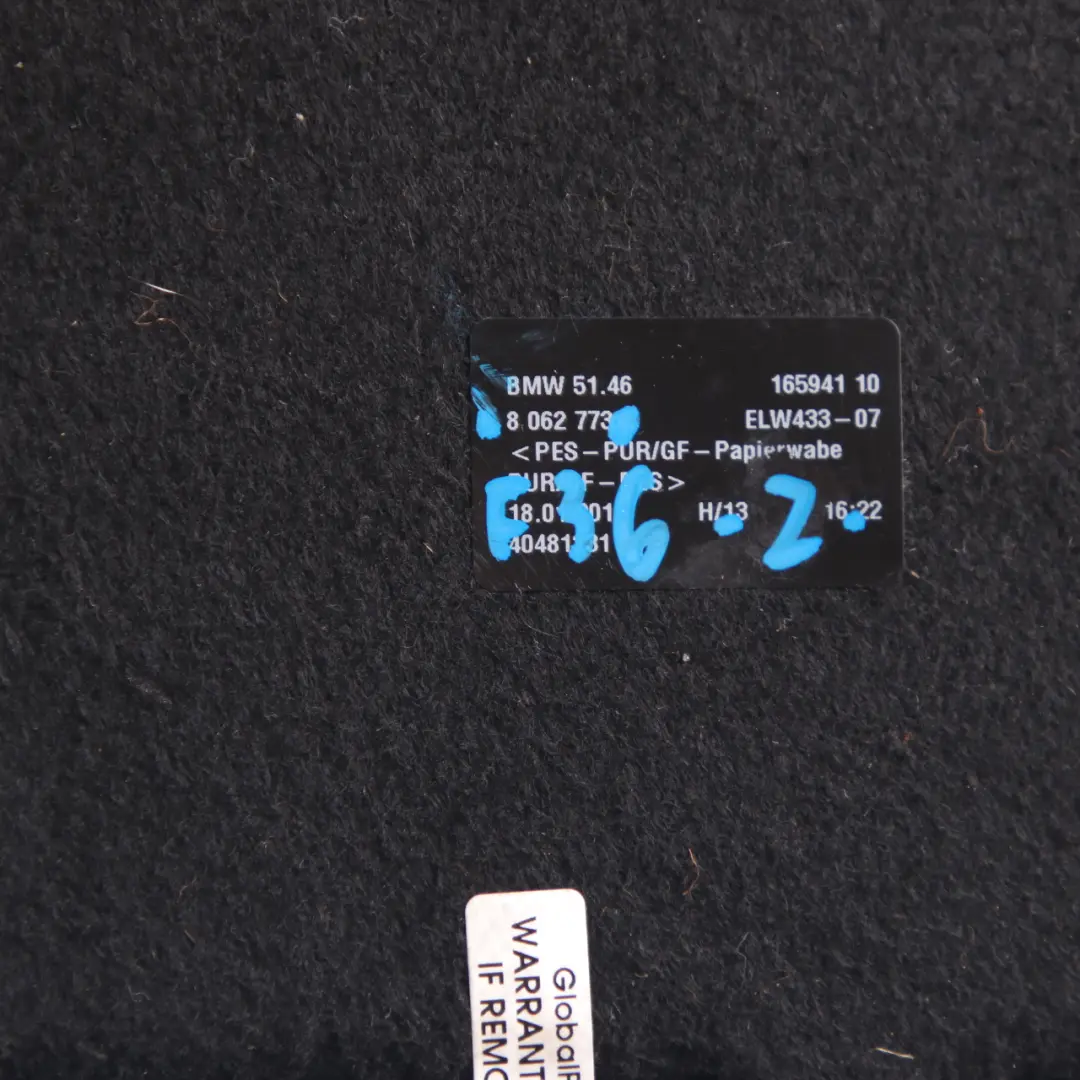 BMW 51.46 165941 10
8 062 773 ELW433-07
<PES-PUR/GF-Papierwabe
H/13 16:22
F36 .2.
GlobalP
WARRANT
IF REMO